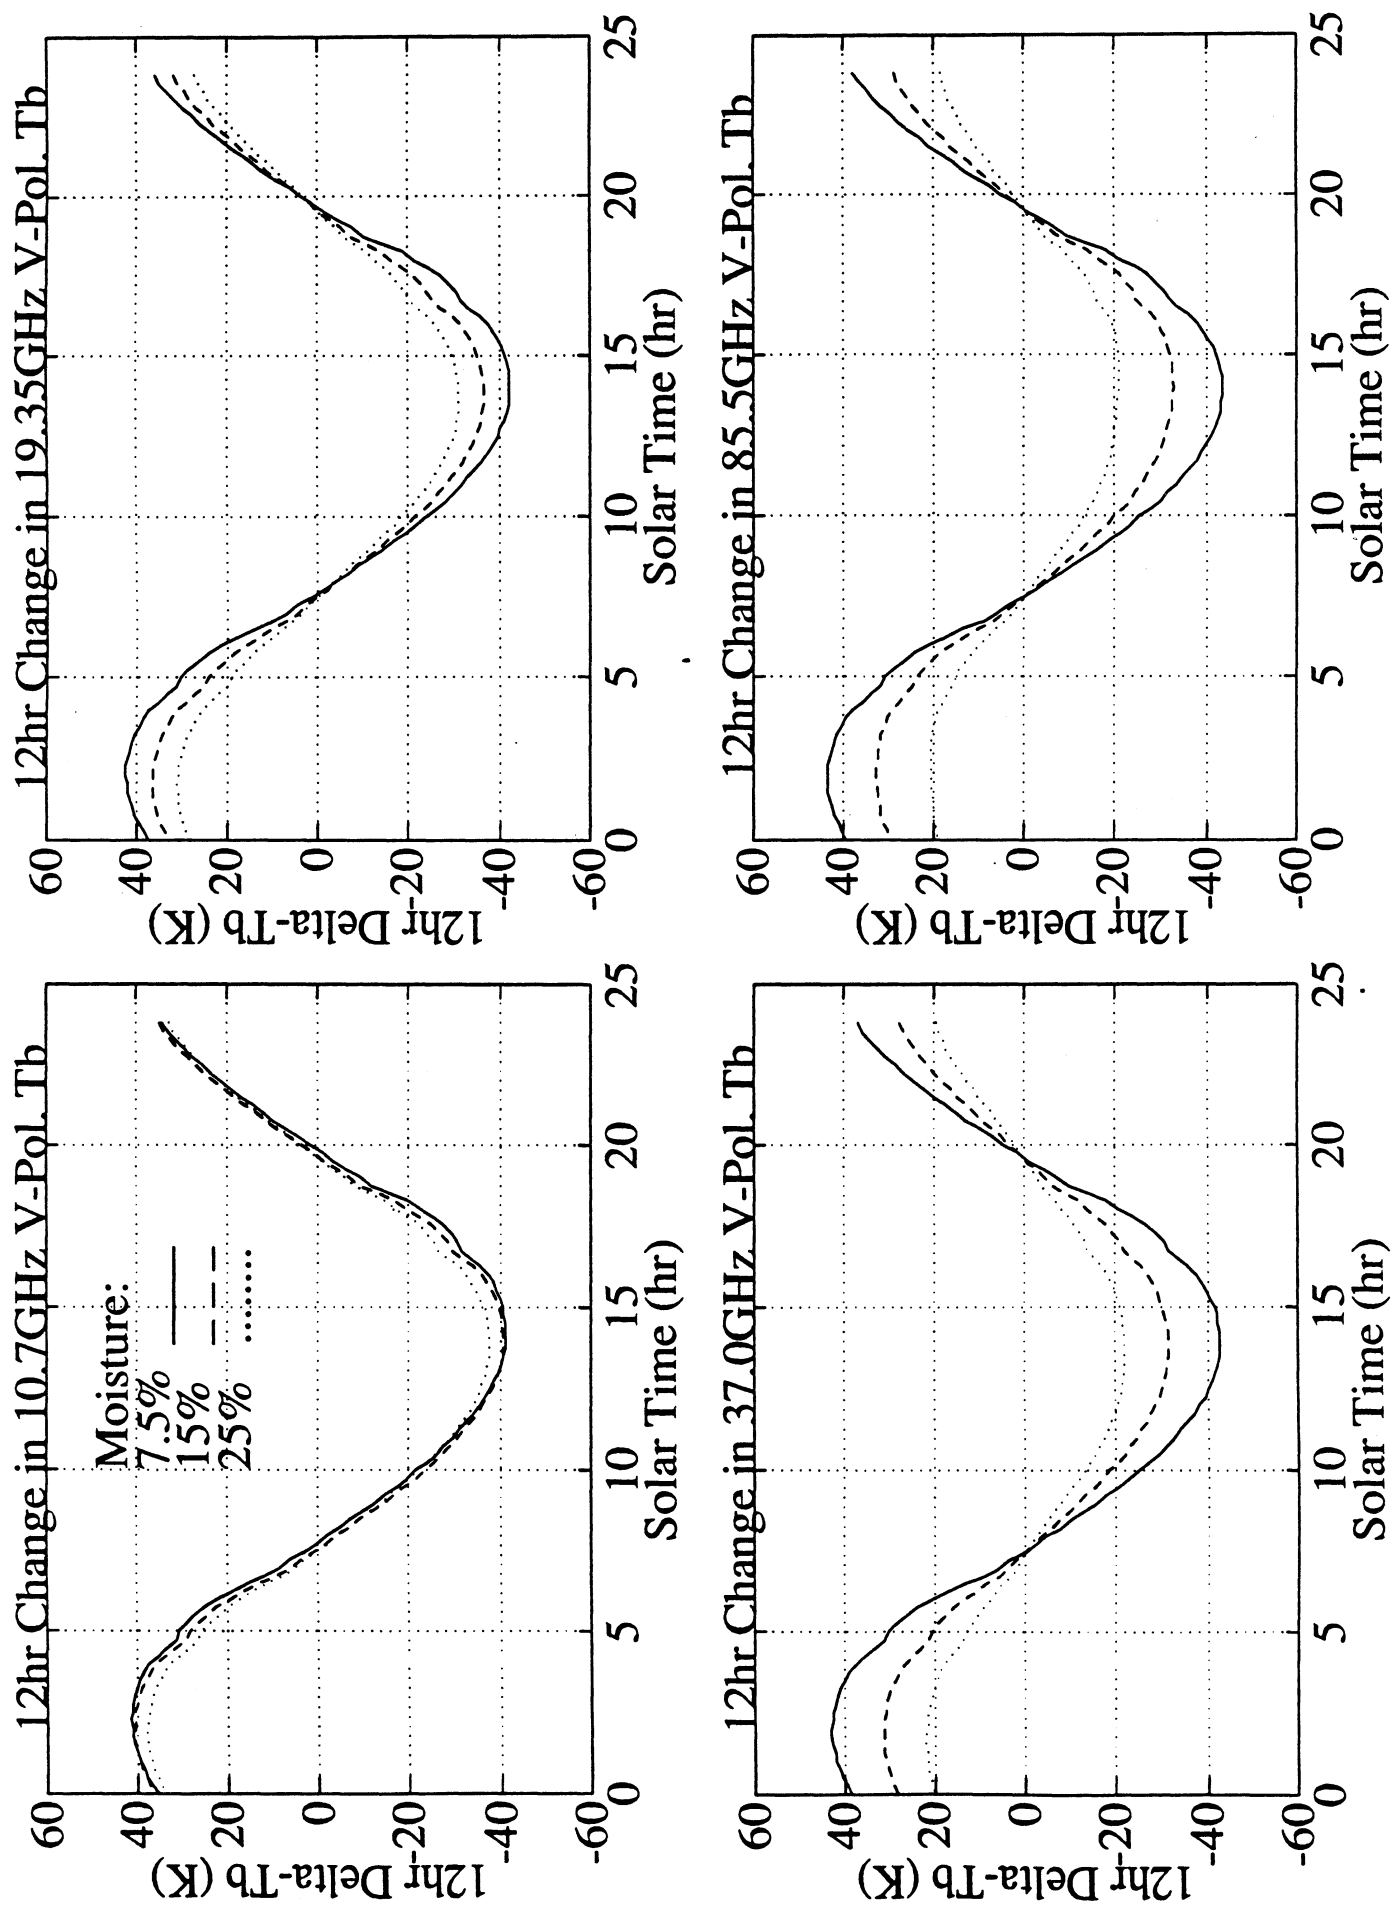 12hr Change in 10.7GHz V-Pol. Tb
60
40
20
0
-20
-40
-60
12hr Delta-Tb (K)
Moisture:
7.5%
15%
25%
0 5 10 15 20 25
Solar Time (hr)
12hr Change in 19.35GHz V-Pol. Tb
60
40
20
0
-20
-40
-60
12hr Delta-Tb (K)
0 5 10 15 20 25
Solar Time (hr)
12hr Change in 37.0GHz V-Pol. Tb
60
40
20
0
-20
-40
-60
12hr Delta-Tb (K)
0 5 10 15 20 25
Solar Time (hr)
12hr Change in 85.5GHz V-Pol. Tb
60
40
20
0
-20
-40
-60
12hr Delta-Tb (K)
0 5 10 15 20 25
Solar Time (hr)